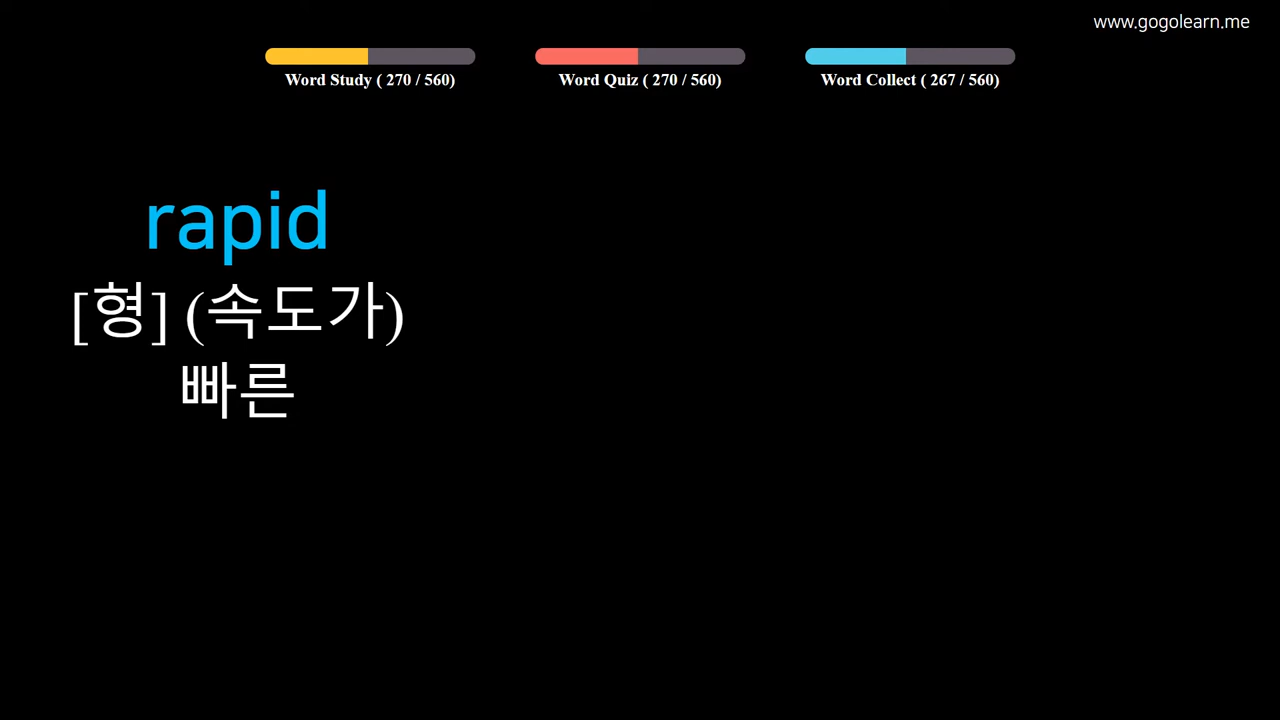 www.gogolearn.me
Word Study ( 270 / 560)
Word Quiz ( 270 / 560)
Word Collect ( 267 / 560)
rapid
[형] (속도가)
빠른